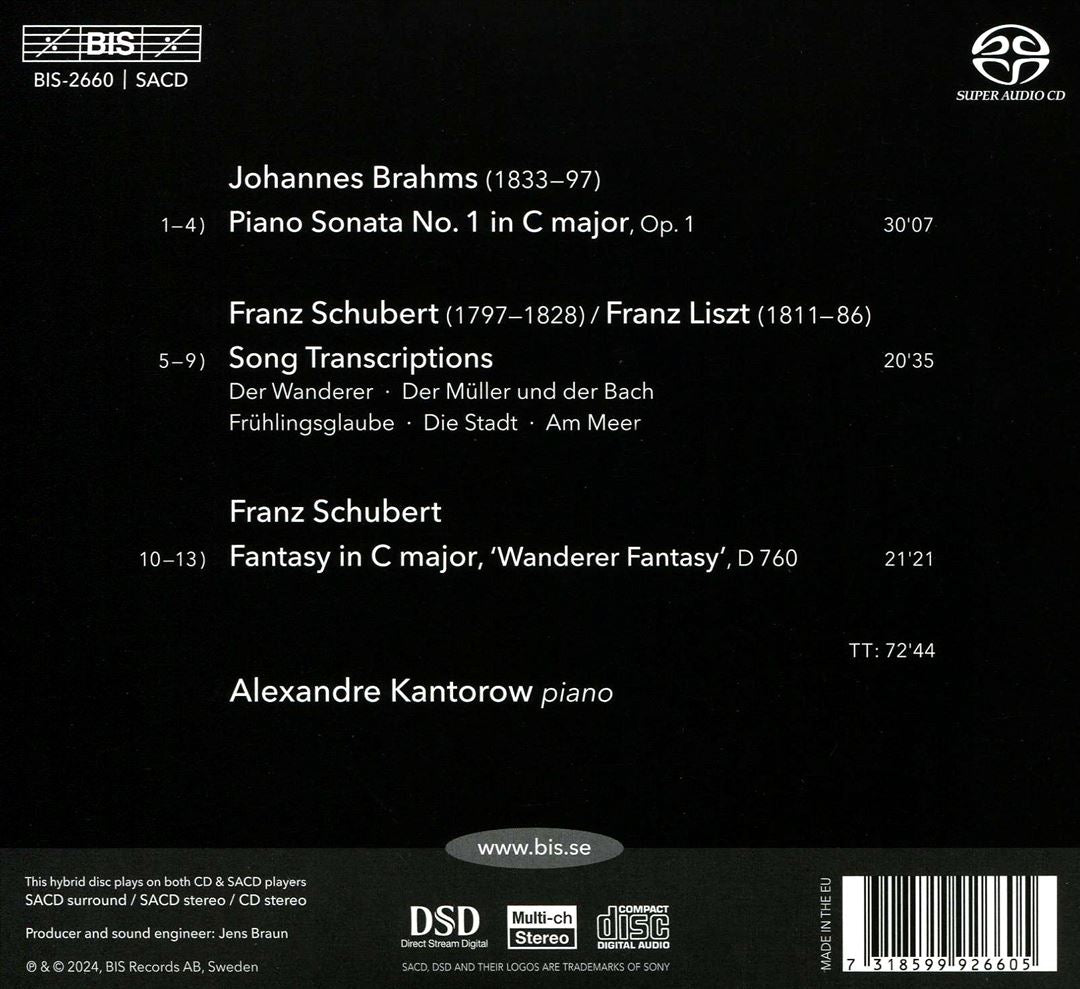 BIS
BIS-2660 | SACD
SUPER AUDIO CD
Johannes Brahms (1833–97)
1–4) Piano Sonata No. 1 in C major, Op. 1 30'07
Franz Schubert (1797–1828) / Franz Liszt (1811–86)
5–9) Song Transcriptions 20'35
Der Wanderer · Der Müller und der Bach
Frühlingsglaube · Die Stadt · Am Meer
Franz Schubert
10–13) Fantasy in C major, ‘Wanderer Fantasy’, D 760 21'21
TT: 72'44
Alexandre Kantorow piano
www.bis.se
This hybrid disc plays on both CD & SACD players
SACD surround / SACD stereo / CD stereo
Producer and sound engineer: Jens Braun
℗ & © 2024, BIS Records AB, Sweden
DSD
Direct Stream Digital
Multi-ch
Stereo
COMPACT
disc
DIGITAL AUDIO
SACD, DSD AND THEIR LOGOS ARE TRADEMARKS OF SONY
MADE IN THE EU
7 318599 926605